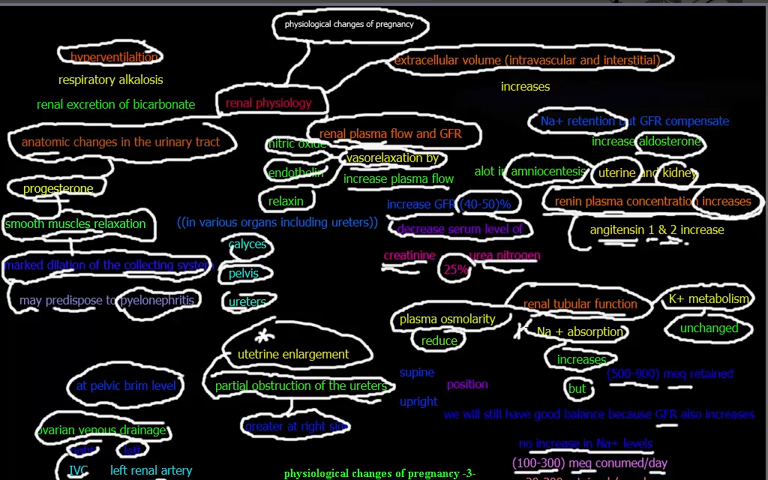 physiological changes of pregnancy
hyperventilaltion
extracellular volume (intravascular and interstitial)
respiratory alkalosis
increases
renal excretion of bicarbonate
renal physiology
Na+ retention but GFR compensate
anatomic changes in the urinary tract
renal plasma flow and GFR
increase aldosterone
nitric oxide
vasorelaxation by
endothelin
increase plasma flow
alot in amniocentesis uterine and kidney
progesterone
relaxin
increase GFR (40-50)%
renin plasma concentration increases
smooth muscles relaxation
((in various organs including ureters))
decrease serum level of
angitensin 1 & 2 increase
calyces
creatinine urea nitrogen
marked dilation of the collecting system
pelvis
25%
may predispose to pyelonephritis
ureters
renal tubular function
K+ metabolism
plasma osmolarity
Na + absorption
unchanged
reduce
utetrine enlargement
increases
at pelvic brim level
partial obstruction of the ureters
supine
position
but
(500-900) meq retained
upright
we will still have good balance because GFR also increases
ovarian venous drainage
greater at right side
no increase in Na+ levels
IVC
left renal artery
(100-300) meq conumed/day
physiological changes of pregnancy -3-